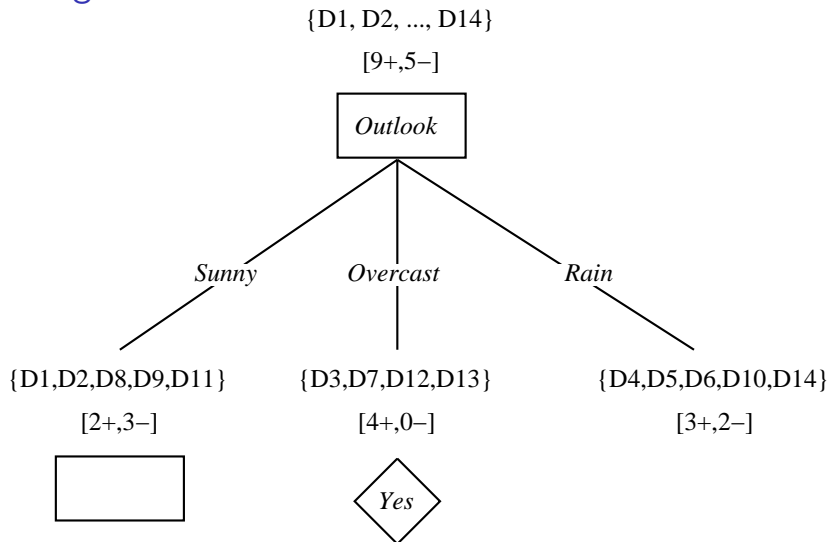 {D1, D2, ..., D14}
[9+,5−]
Outlook
Sunny
Overcast
Rain
{D1,D2,D8,D9,D11}
{D3,D7,D12,D13}
{D4,D5,D6,D10,D14}
[2+,3−]
[4+,0−]
[3+,2−]
Yes